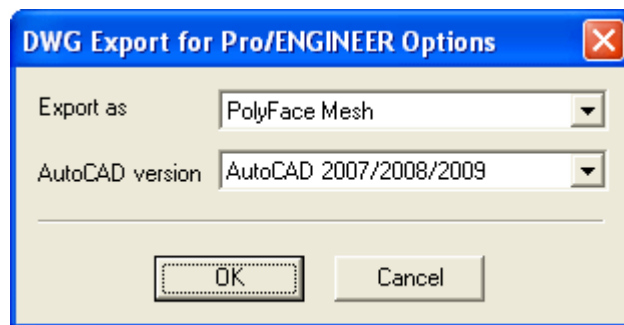 DWG Export for Pro/ENGINEER Options
Export as PolyFace Mesh
AutoCAD version AutoCAD 2007/2008/2009
OK Cancel